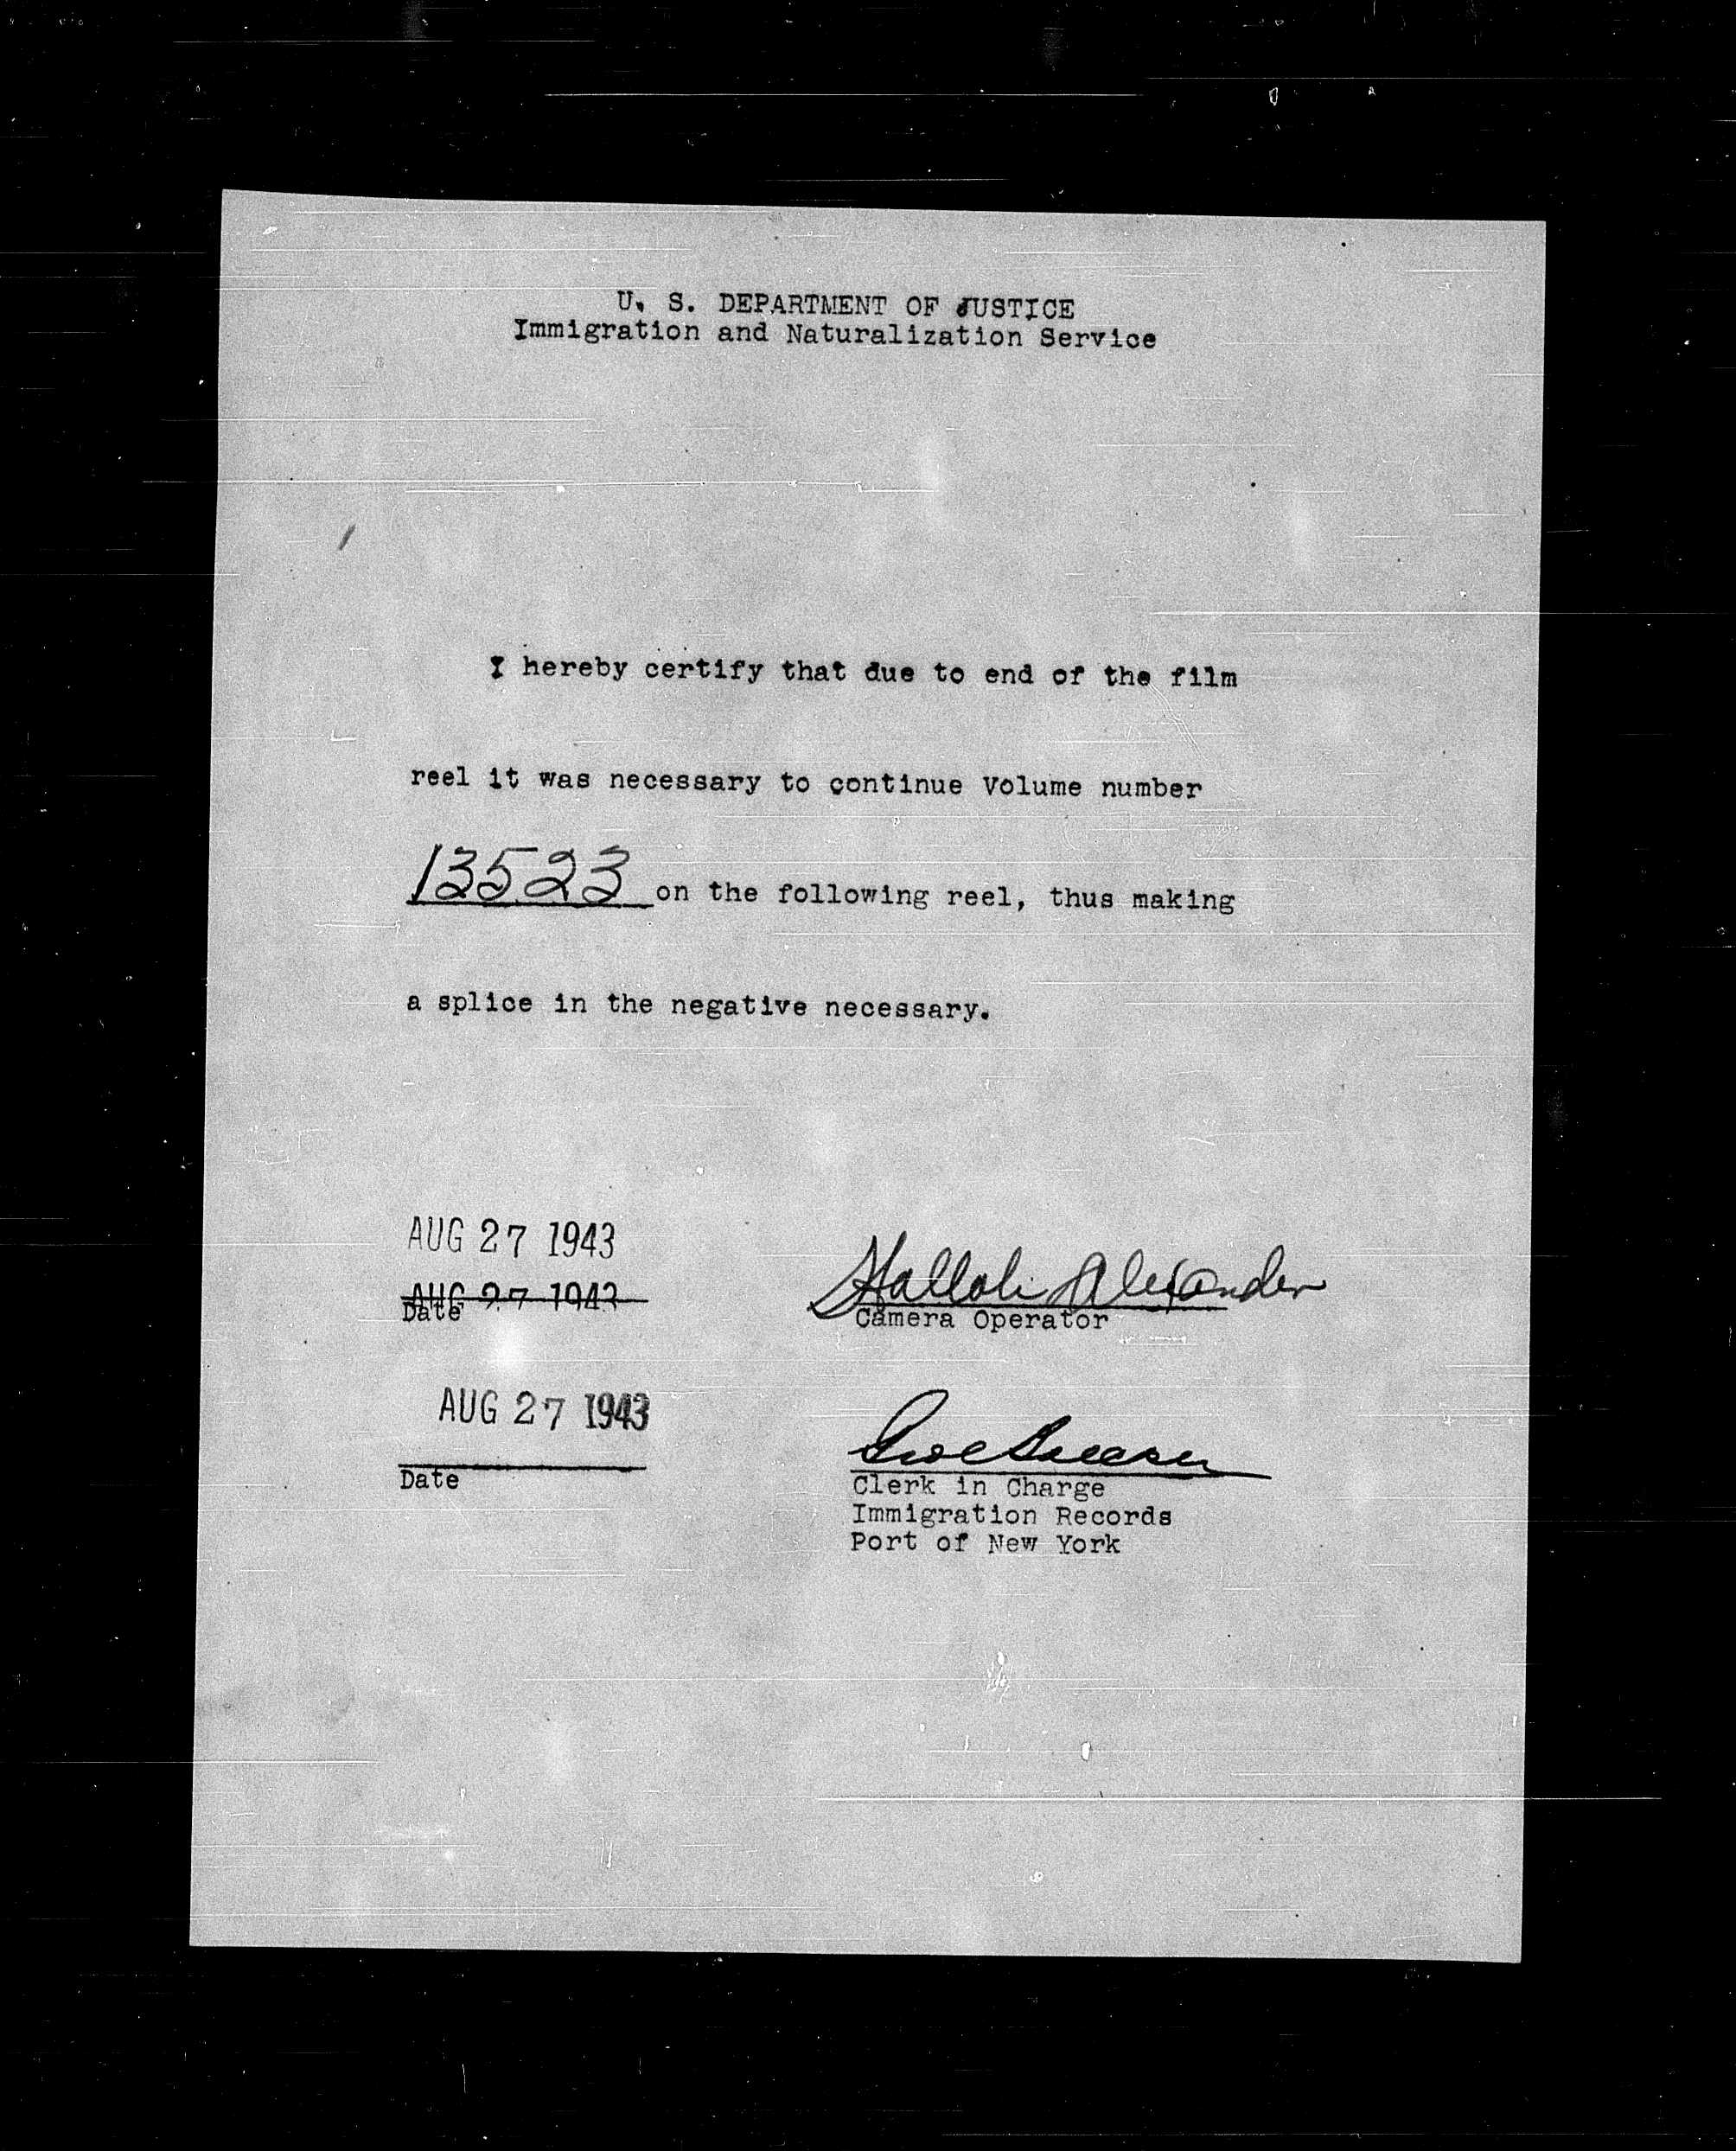 U. S. DEPARTMENT OF JUSTICE
Immigration and Naturalization Service
I hereby certify that due to end of the film
reel it was necessary to continue Volume number
13523 on the following reel, thus making
a splice in the negative necessary.
AUG 27 1943
AUG 27 1943
Date
Alexander
Camera Operator
AUG 27 1943
Date
Clerk in Charge
Immigration Records
Port of New York